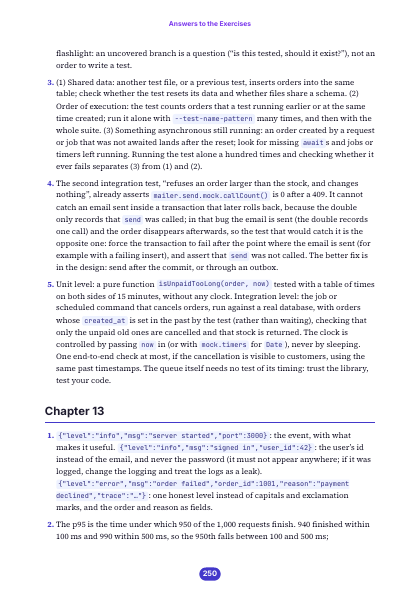 Answers to the Exercises
flashlight: an uncovered branch is a question (“is this tested, should it exist?”), not an
order to write a test.
3. (1) Shared data: another test file, or a previous test, inserts orders into the same
table; check whether the test resets its data and whether files share a schema. (2)
Order of execution: the test counts orders that a test running earlier or at the same
time created; run it alone with --test-name-pattern many times, and then with the
whole suite. (3) Something asynchronous still running: an order created by a request
or job that was not awaited lands after the reset; look for missing await s and jobs or
timers left running. Running the test alone a hundred times and checking whether it
ever fails separates (3) from (1) and (2).
4. The second integration test, “refuses an order larger than the stock, and changes
nothing”, already asserts mailer.send.mock.callCount() is 0 after a 409. It cannot
catch an email sent inside a transaction that later rolls back, because the double
only records that send was called; in that bug the email is sent (the double records
one call) and the order disappears afterwards, so the test that would catch it is the
opposite one: force the transaction to fail after the point where the email is sent (for
example with a failing insert), and assert that send was not called. The better fix is
in the design: send after the commit, or through an outbox.
5. Unit level: a pure function isUnpaidTooLong(order, now) tested with a table of times
on both sides of 15 minutes, without any clock. Integration level: the job or
scheduled command that cancels orders, run against a real database, with orders
whose created_at is set in the past by the test (rather than waiting), checking that
only the unpaid old ones are cancelled and that stock is returned. The clock is
controlled by passing now in (or with mock.timers for Date ), never by sleeping.
One end-to-end check at most, if the cancellation is visible to customers, using the
same past timestamps. The queue itself needs no test of its timing: trust the library,
test your code.
Chapter 13
1. {"level":"info","msg":"server started","port":3000} : the event, with what
makes it useful. {"level":"info","msg":"signed in","user_id":42} : the user’s id
instead of the email, and never the password (it must not appear anywhere; if it was
logged, change the logging and treat the logs as a leak).
{"level":"error","msg":"order failed","order_id":1001,"reason":"payment
declined","trace":"…"} : one honest level instead of capitals and exclamation
marks, and the order and reason as fields.
2. The p95 is the time under which 950 of the 1,000 requests finish. 940 finished within
100 ms and 990 within 500 ms, so the 950th falls between 100 and 500 ms;
250